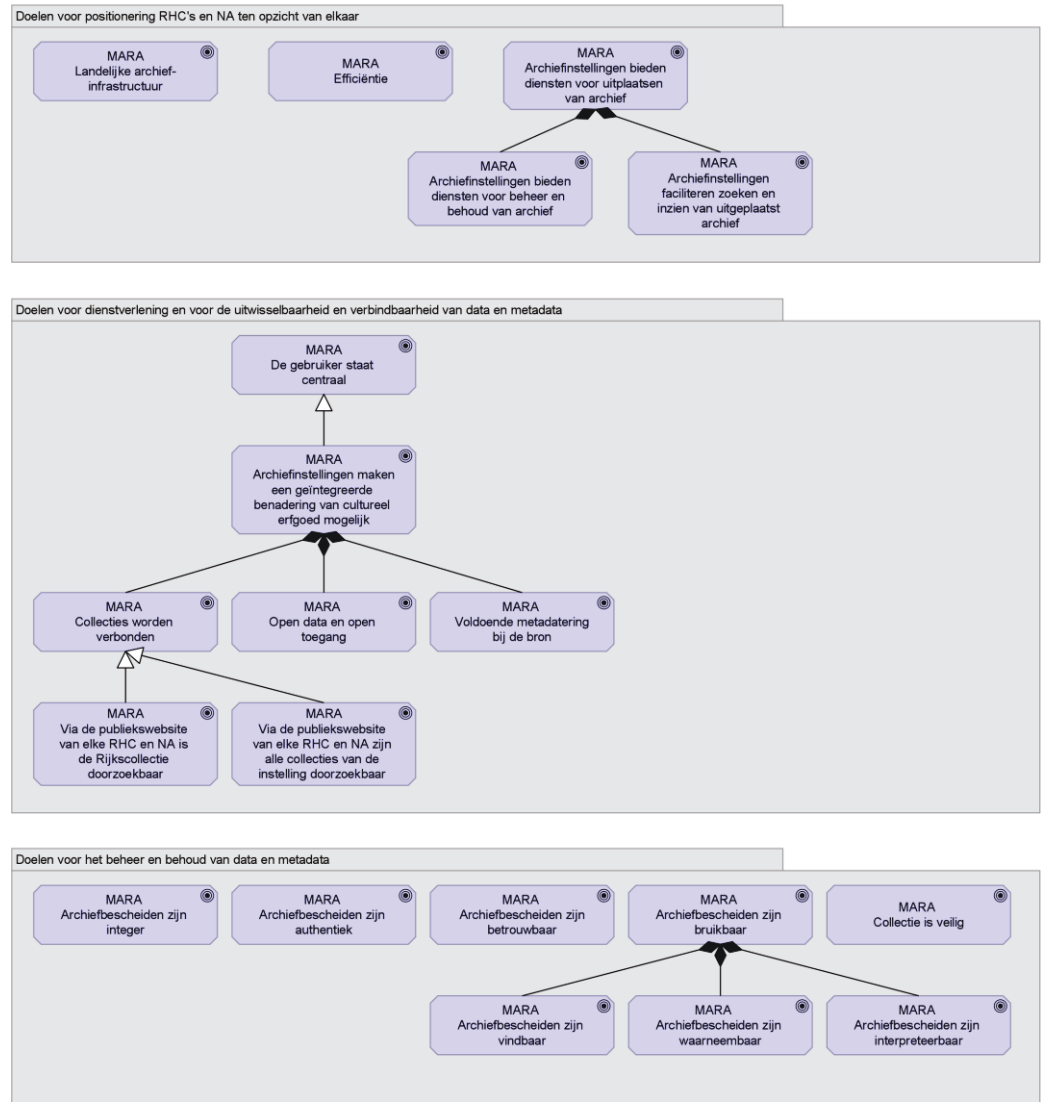 Doelen voor positionering RHC's en NA ten opzicht van elkaar
MARA
Landelijke archief-
infrastructuur
MARA
Efficiëntie
MARA
Archiefinstellingen bieden
diensten voor uitplaatsen
van archief
MARA
Archiefinstellingen bieden
diensten voor beheer en
behoud van archief
MARA
Archiefinstellingen
faciliteren zoeken en
inzien van uitgeplaatst
archief
Doelen voor dienstverlening en voor de uitwisselbaarheid en verbindbaarheid van data en metadata
MARA
De gebruiker staat
centraal
MARA
Archiefinstellingen maken
een geïntegreerde
benadering van cultureel
erfgoed mogelijk
MARA
Collecties worden
verbonden
MARA
Open data en open
toegang
MARA
Voldoende metadatering
bij de bron
MARA
Via de publiekswebsite
van elke RHC en NA is
de Rijkscollectie
doorzoekbaar
MARA
Via de publiekswebsite
van elke RHC en NA zijn
alle collecties van de
instelling doorzoekbaar
Doelen voor het beheer en behoud van data en metadata
MARA
Archiefbescheiden zijn
integer
MARA
Archiefbescheiden zijn
authentiek
MARA
Archiefbescheiden zijn
betrouwbaar
MARA
Archiefbescheiden zijn
bruikbaar
MARA
Collectie is veilig
MARA
Archiefbescheiden zijn
vindbaar
MARA
Archiefbescheiden zijn
waarneembaar
MARA
Archiefbescheiden zijn
interpreteerbaar